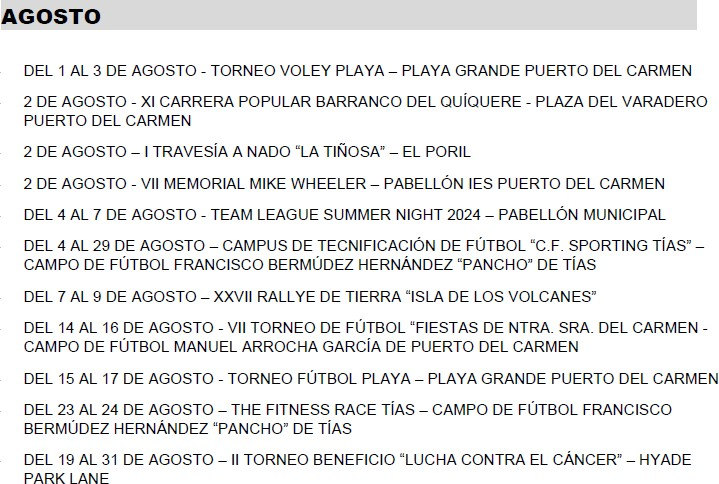 AGOSTO
DEL 1 AL 3 DE AGOSTO - TORNEO VOLEY PLAYA – PLAYA GRANDE PUERTO DEL CARMEN
2 DE AGOSTO - XI CARRERA POPULAR BARRANCO DEL QUÍQUERE - PLAZA DEL VARADERO
PUERTO DEL CARMEN
2 DE AGOSTO – I TRAVESÍA A NADO “LA TIÑOSA” – EL PORIL
2 DE AGOSTO - VII MEMORIAL MIKE WHEELER – PABELLÓN IES PUERTO DEL CARMEN
DEL 4 AL 7 DE AGOSTO - TEAM LEAGUE SUMMER NIGHT 2024 – PABELLÓN MUNICIPAL
DEL 4 AL 29 DE AGOSTO – CAMPUS DE TECNIFICACIÓN DE FÚTBOL “C.F. SPORTING TÍAS” –
CAMPO DE FÚTBOL FRANCISCO BERMÚDEZ HERNÁNDEZ “PANCHO” DE TÍAS
DEL 7 AL 9 DE AGOSTO – XXVII RALLYE DE TIERRA “ISLA DE LOS VOLCANES”
DEL 14 AL 16 DE AGOSTO - VII TORNEO DE FÚTBOL “FIESTAS DE NTRA. SRA. DEL CARMEN -
CAMPO DE FÚTBOL MANUEL ARROCHA GARCÍA DE PUERTO DEL CARMEN
DEL 15 AL 17 DE AGOSTO - TORNEO FÚTBOL PLAYA – PLAYA GRANDE PUERTO DEL CARMEN
DEL 23 AL 24 DE AGOSTO – THE FITNESS RACE TÍAS – CAMPO DE FÚTBOL FRANCISCO
BERMÚDEZ HERNÁNDEZ “PANCHO” DE TÍAS
DEL 19 AL 31 DE AGOSTO – II TORNEO BENEFICIO “LUCHA CONTRA EL CÁNCER” – HYADE
PARK LANE